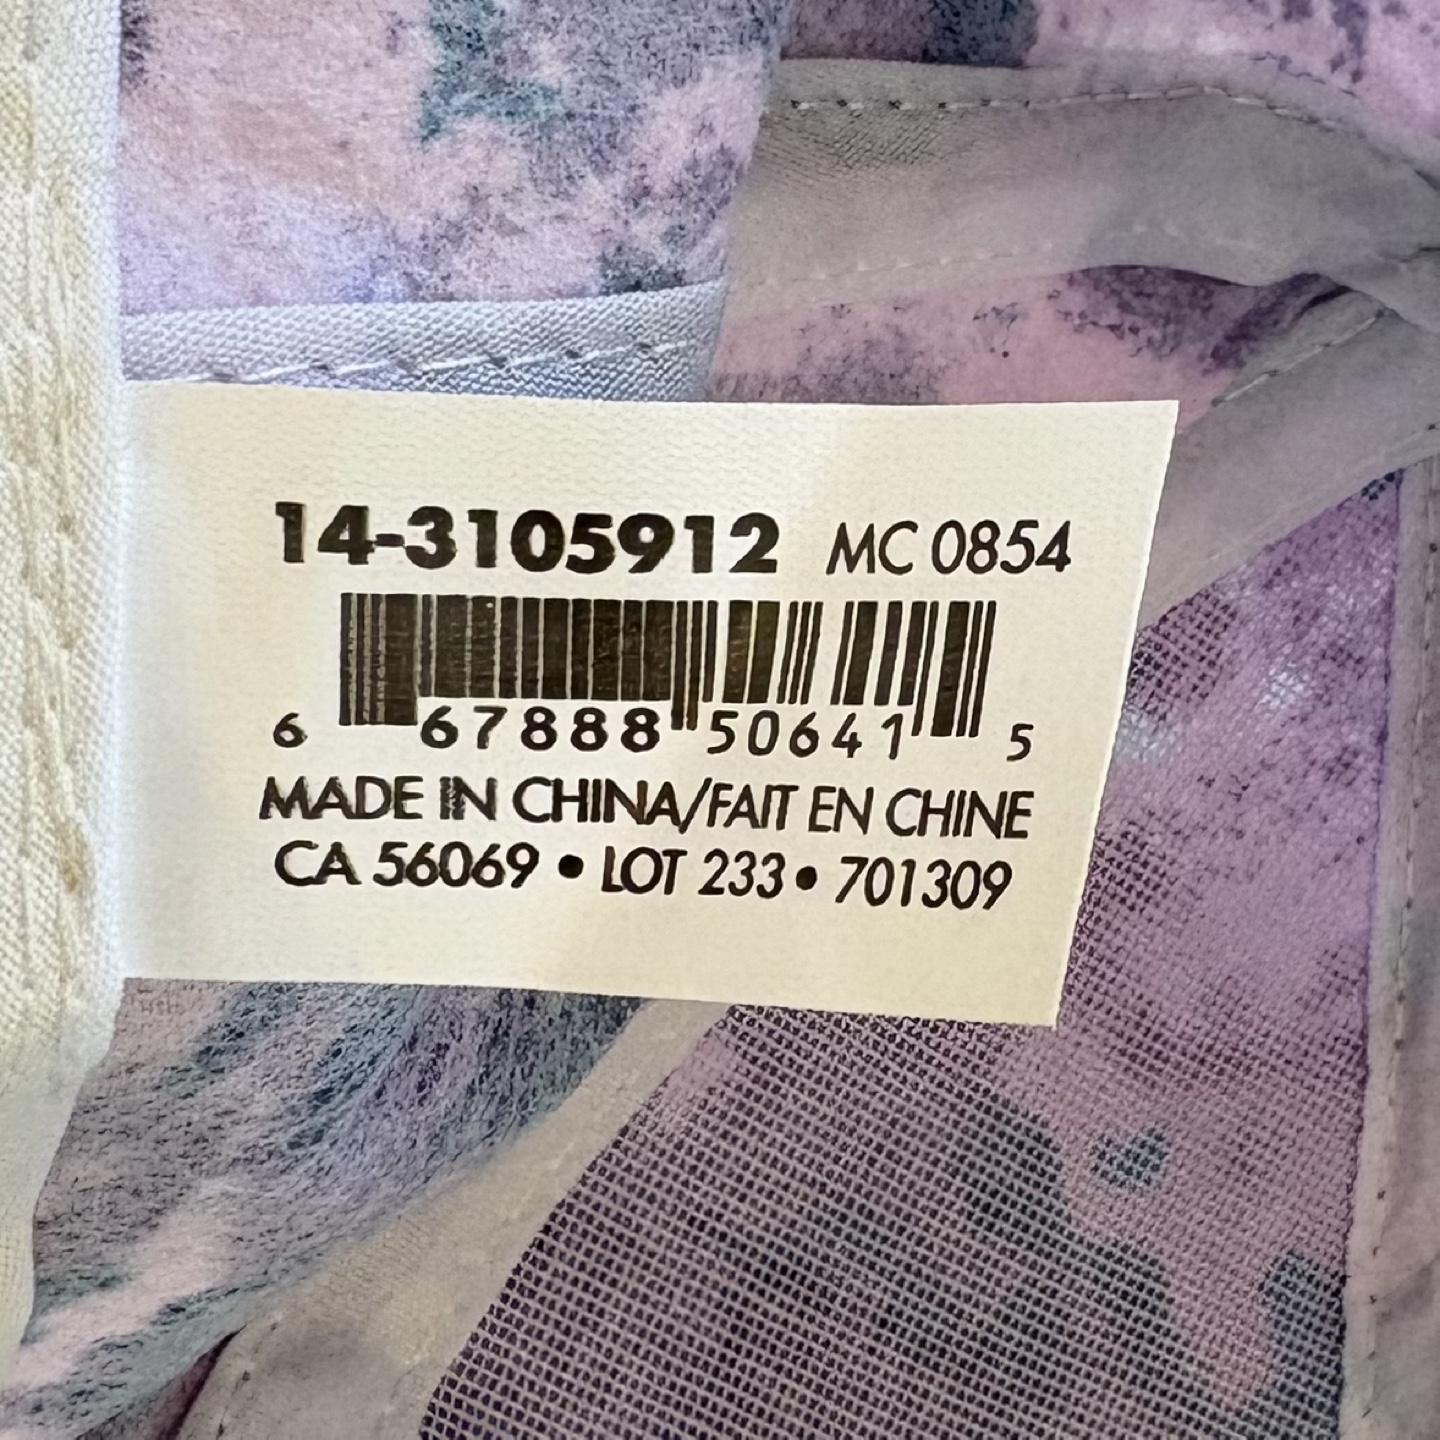 14-3105912 MC 0854
6 67888 50641 5
MADE IN CHINA/FAIT EN CHINE
CA 56069 • LOT 233 • 701309